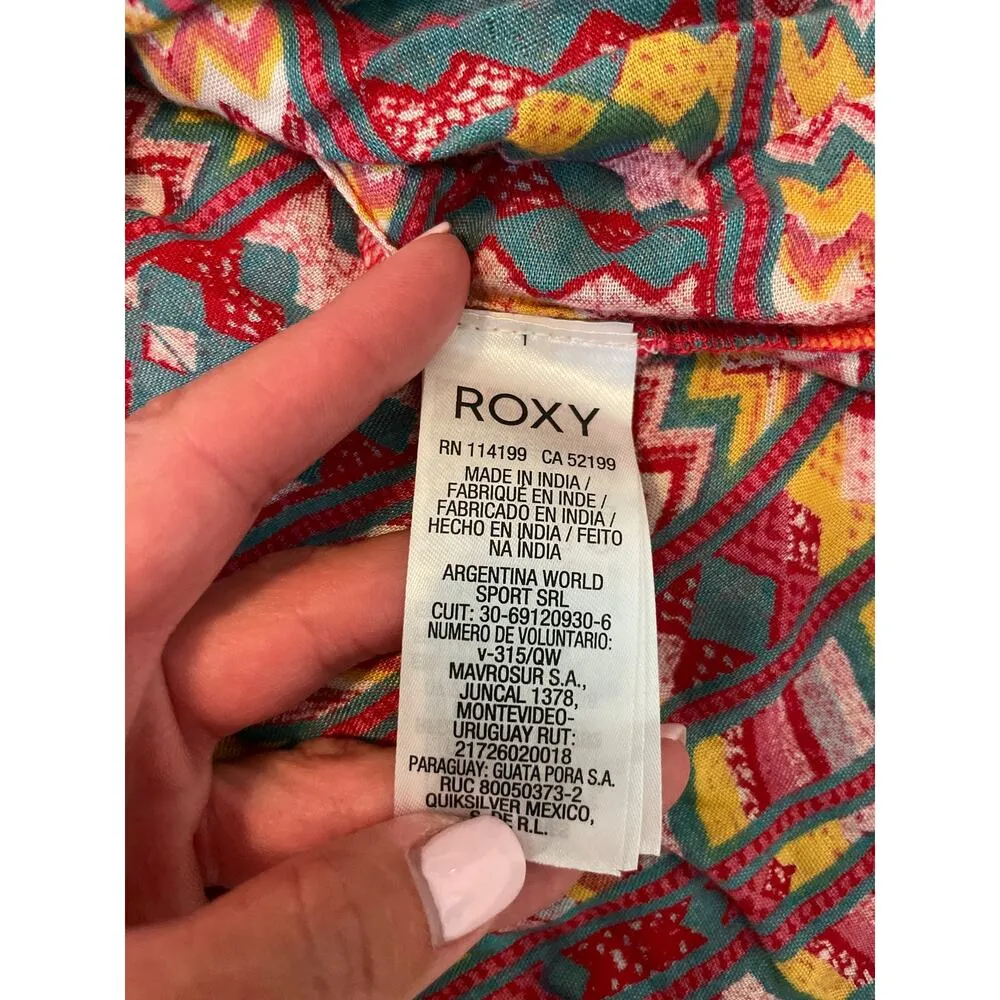 1
ROXY
RN 114199 CA 52199
MADE IN INDIA /
FABRIQUÉ EN INDE /
FABRICADO EN INDIA /
HECHO EN INDIA / FEITO
NA ÍNDIA
ARGENTINA WORLD
SPORT SRL
CUIT: 30-69120930-6
NUMERO DE VOLUNTARIO:
v-315/QW
MAVROSUR S.A.,
JUNCAL 1378,
MONTEVIDEO-
URUGUAY RUT:
21726020018
PARAGUAY: GUATA PORA S.A.
RUC 80050373-2
QUIKSILVER MEXICO,
S. DE R.L.